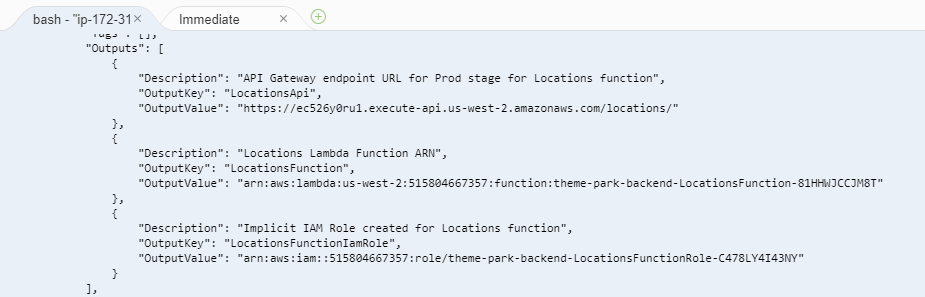 bash - "ip-172-31
Immediate
"Outputs": [
{
"Description": "API Gateway endpoint URL for Prod stage for Locations function",
"OutputKey": "LocationsApi",
"OutputValue": "https://ec526y0ru1.execute-api.us-west-2.amazonaws.com/locations/"
},
{
"Description": "Locations Lambda Function ARN",
"OutputKey": "LocationsFunction",
"OutputValue": "arn:aws:lambda:us-west-2:515804667357:function:theme-park-backend-LocationsFunction-81HHWJCCJM8T"
},
{
"Description": "Implicit IAM Role created for Locations function",
"OutputKey": "LocationsFunctionIamRole",
"OutputValue": "arn:aws:iam::515804667357:role/theme-park-backend-LocationsFunctionRole-C478LY4I43NY"
}
],